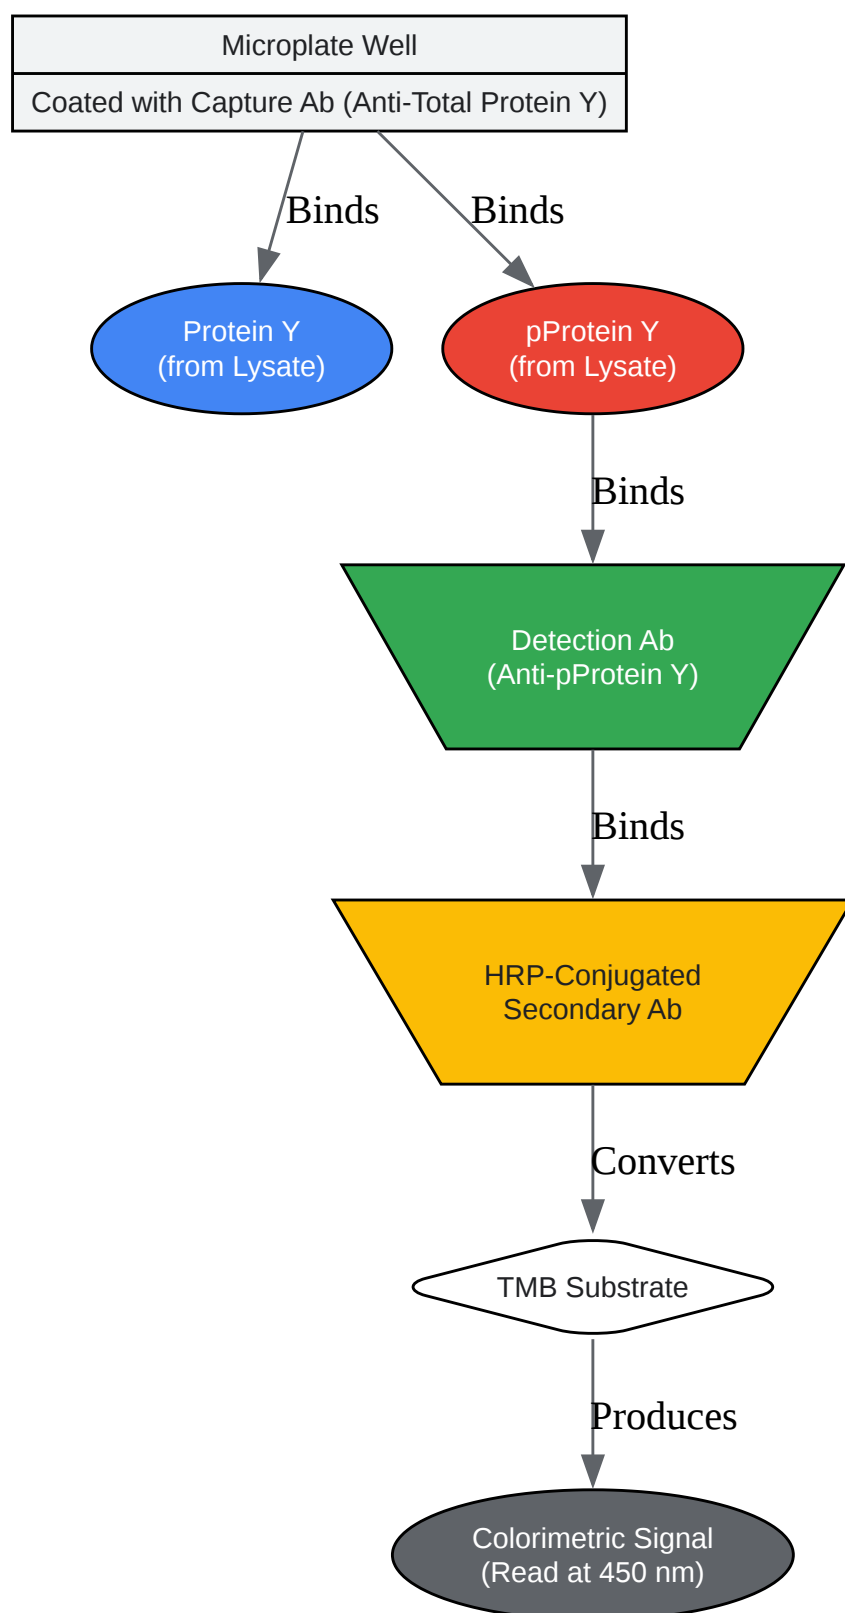 Microplate Well
Coated with Capture Ab (Anti-Total Protein Y)
Binds
Binds
Protein Y
(from Lysate)
pProtein Y
(from Lysate)
Binds
Detection Ab
(Anti-pProtein Y)
Binds
HRP-Conjugated
Secondary Ab
Converts
TMB Substrate
Produces
Colorimetric Signal
(Read at 450 nm)